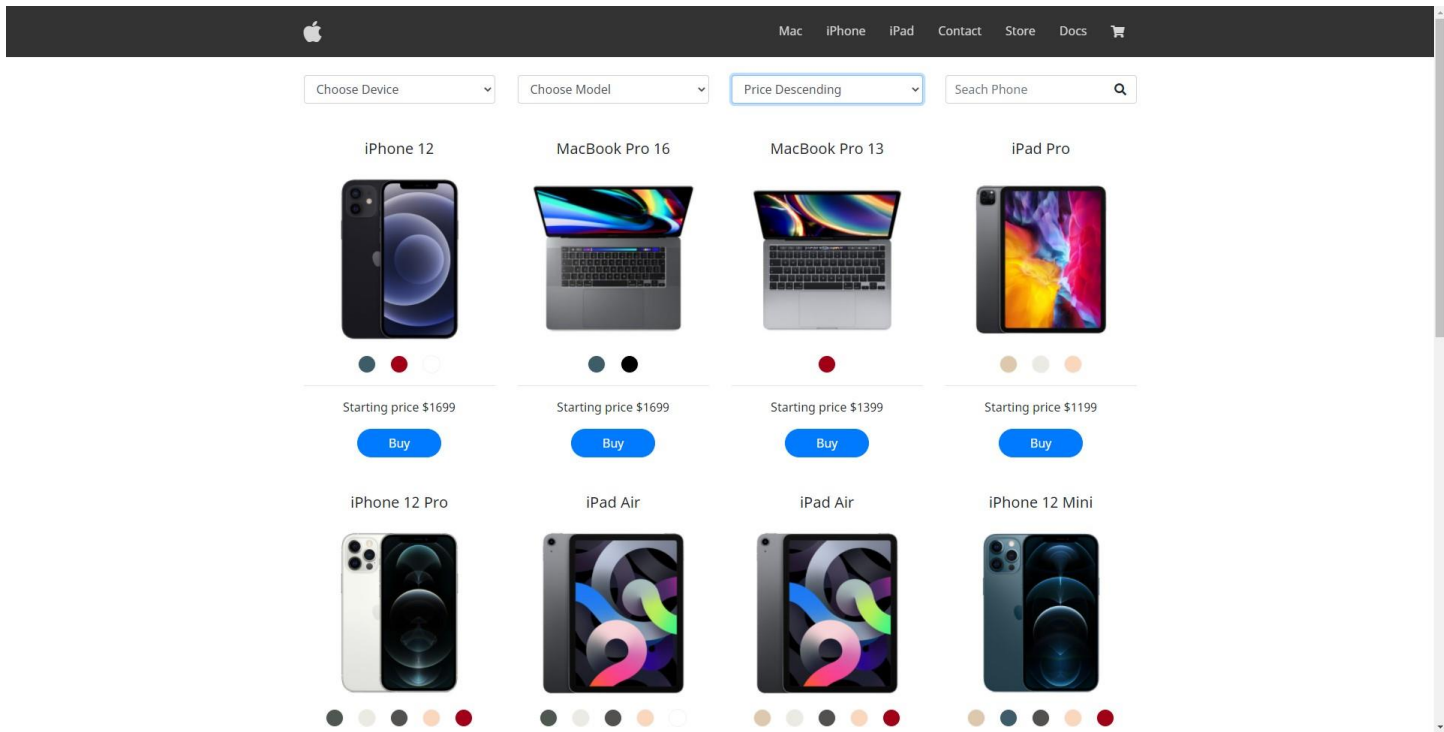 Mac iPhone iPad Contact Store Docs
Choose Device Choose Model Price Descending Seach Phone
iPhone 12 MacBook Pro 16 MacBook Pro 13 iPad Pro
Starting price $1699 Starting price $1699 Starting price $1399 Starting price $1199
Buy Buy Buy Buy
iPhone 12 Pro iPad Air iPad Air iPhone 12 Mini